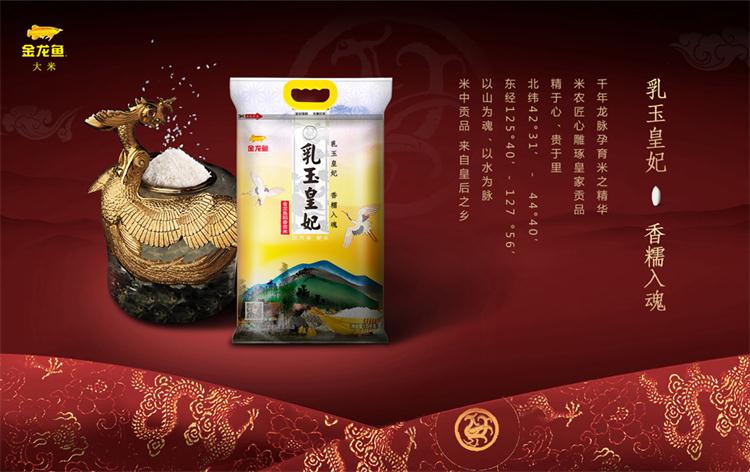 金龙鱼
大米
乳玉皇妃
香糯入魂
千年龙脉孕育米之精华
米农匠心雕琢皇家贡品
精于心、贵于里
北纬42°31′ - 44°40′
东经125°40′ - 127°56′
以山为魂、以水为脉
米中贡品 来自皇后之乡
金龙鱼
乳玉皇妃
乳玉皇妃 香糯入魂